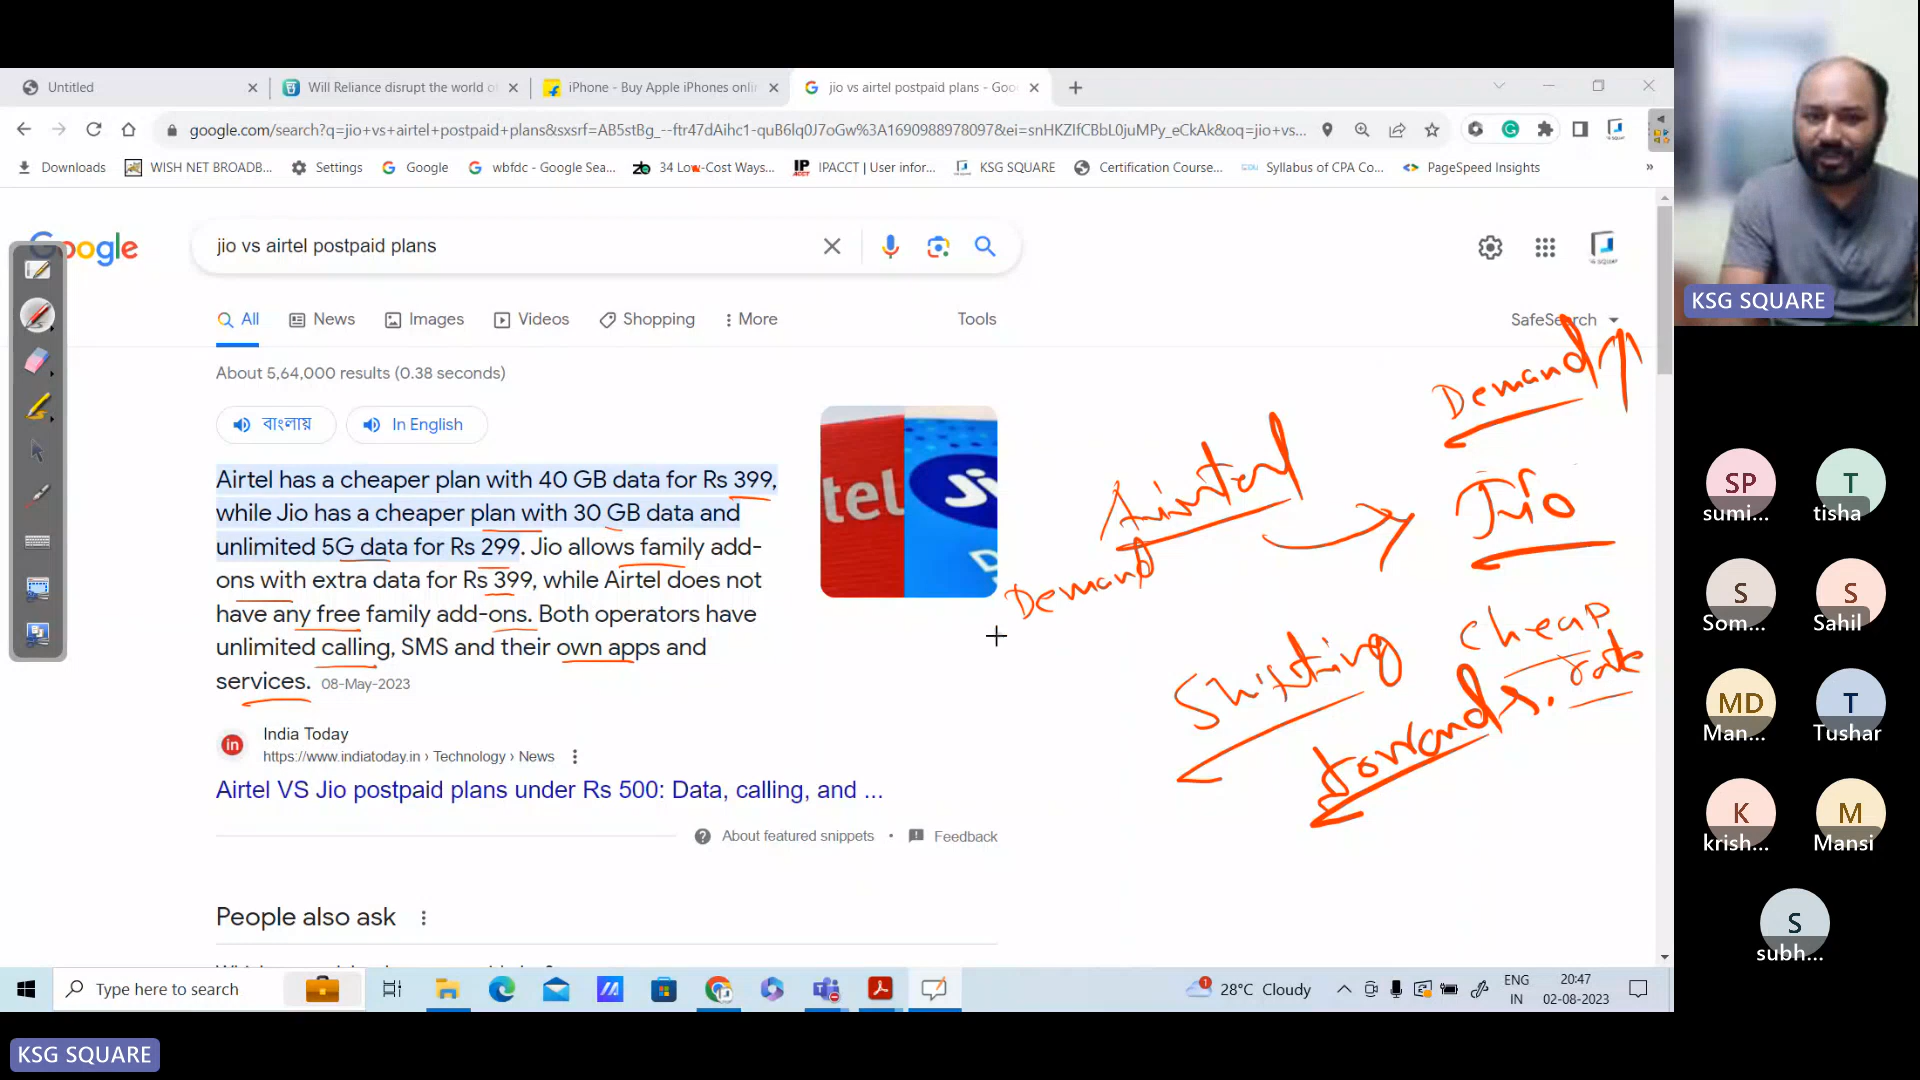 Untitled
Will Reliance disrupt the world o
iPhone - Buy Apple iPhones onli
jio vs airtel postpaid plans - Goo
google.com/search?q=jio+vs+airtel+postpaid+plans&sxsrf=AB5stBg_--ftr47dAihc1-quB6lq0J7oGw%3A1690988978097&ei=snHKZIfCBbL0juMPy_eCkAk&oq=jio+vs...
Downloads
WISH NET BROADB...
Settings
Google
wbfdc - Google Sea...
34 Low-Cost Ways...
IPACCT | User infor...
KSG SQUARE
Certification Course...
Syllabus of CPA Co...
PageSpeed Insights
»
KSG SQUARE
Google
jio vs airtel postpaid plans
All
News
Images
Videos
Shopping
More
Tools
SafeSearch
About 5,64,000 results (0.38 seconds)
বাংলায়
In English
Airtel has a cheaper plan with 40 GB data for Rs 399,
while Jio has a cheaper plan with 30 GB data and
unlimited 5G data for Rs 299. Jio allows family add-
ons with extra data for Rs 399, while Airtel does not
have any free family add-ons. Both operators have
unlimited calling, SMS and their own apps and
services. 08-May-2023
tel
Ji
Demand
Airtel
Jio
Demand
cheap
rate
Shifting
towards.
India Today
https://www.indiatoday.in › Technology › News
Airtel VS Jio postpaid plans under Rs 500: Data, calling, and ...
About featured snippets
•
Feedback
People also ask
SP
sumi...
T
tisha
S
Som...
S
Sahil
MD
Man...
T
Tushar
K
krish...
M
Mansi
S
subh...
Type here to search
1
28°C Cloudy
ENG
IN
20:47
02-08-2023
KSG SQUARE